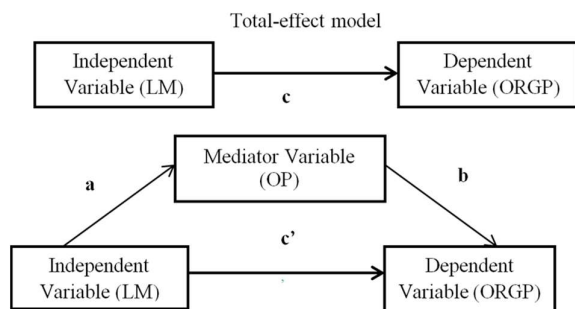 Total-effect model
Independent
Variable (LM)
c
Dependent
Variable (ORGP)
Mediator Variable
(OP)
a
b
c’
Independent
Variable (LM)
Dependent
Variable (ORGP)